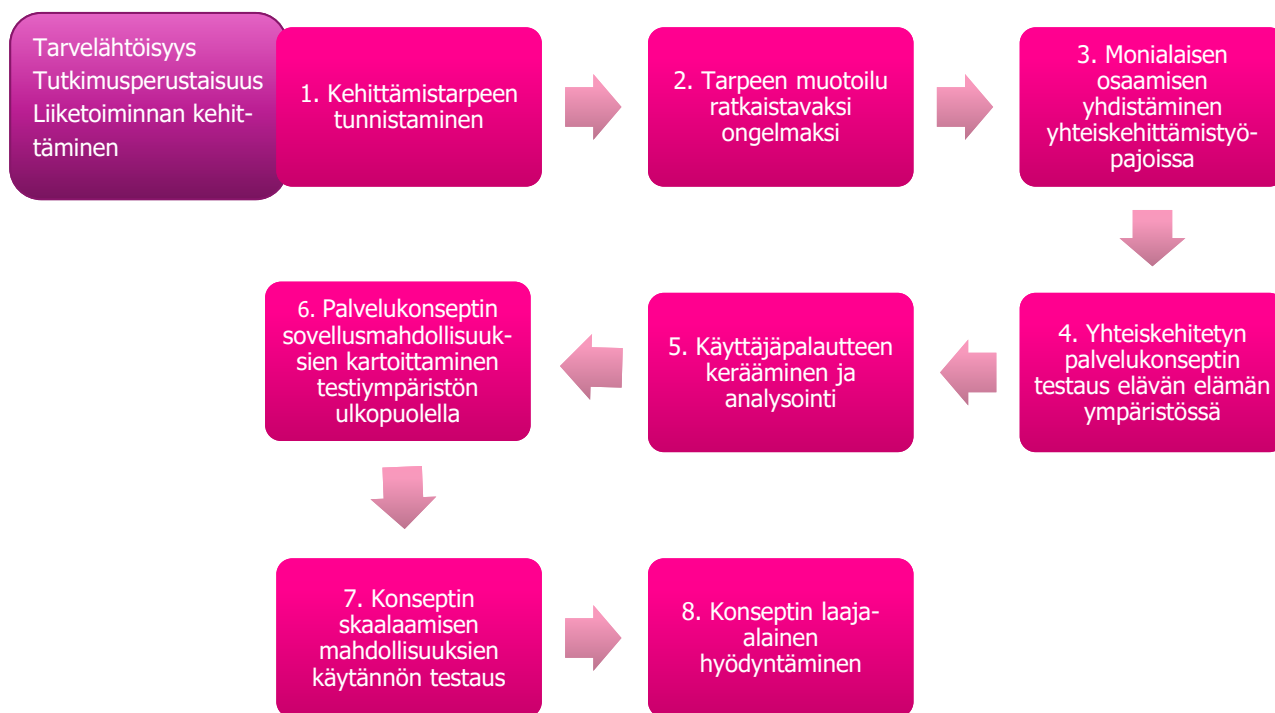 Tarvelähtöisyys
Tutkimusperustaisuus
Liiketoiminnan kehit-
täminen
1. Kehittämistarpeen
tunnistaminen
2. Tarpeen muotoilu
ratkaistavaksi
ongelmaksi
3. Monialaisen
osaamisen
yhdistäminen
yhteiskehittämistyö-
pajoissa
4. Yhteiskehitetyn
palvelukonseptin
testaus elävän elämän
ympäristössä
5. Käyttäjäpalautteen
kerääminen ja
analysointi
6. Palvelukonseptin
sovellusmahdollisuuk-
sien kartoittaminen
testiympäristön
ulkopuolella
7. Konseptin
skaalaamisen
mahdollisuuksien
käytännön testaus
8. Konseptin laaja-
alainen
hyödyntäminen